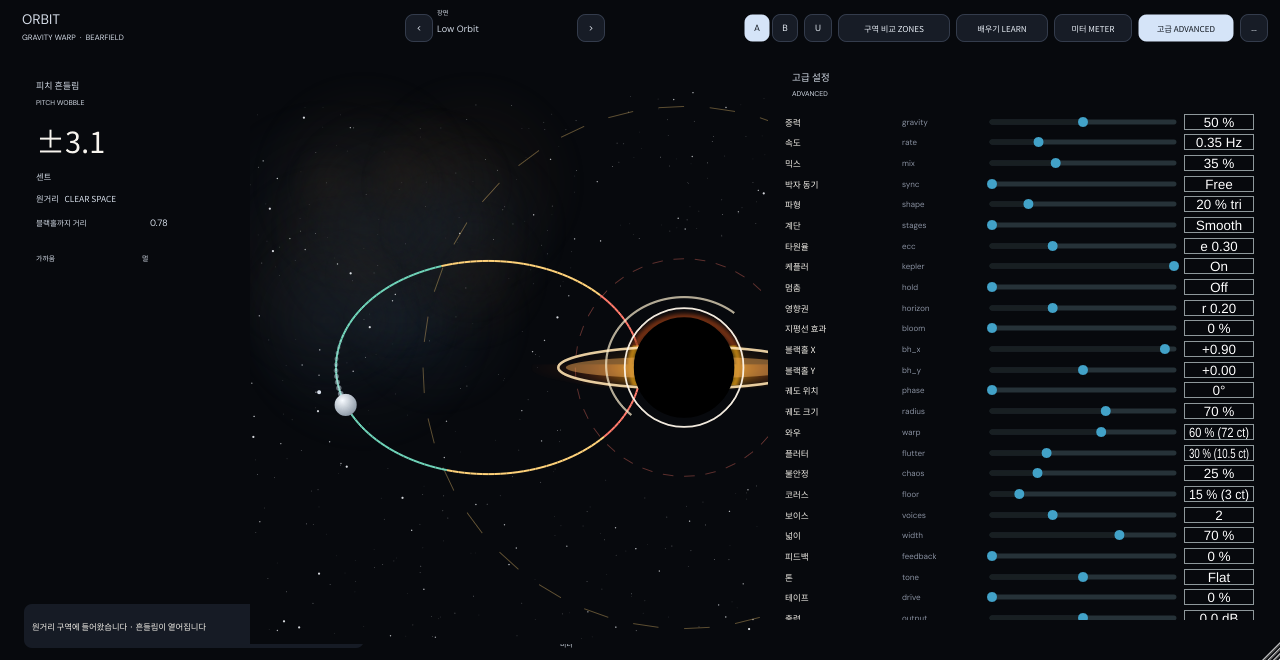 ORBIT
GRAVITY WARP · BEARFIELD
‹
장면
Low Orbit
›
A
B
U
구역 비교 ZONES
배우기 LEARN
미터 METER
고급 ADVANCED
...
피치 흔들림
PITCH WOBBLE
±3.1
센트
원거리 CLEAR SPACE
블랙홀까지 거리 0.78
가까움 멂
원거리 구역에 들어왔습니다 · 흔들림이 옅어집니다
고급 설정
ADVANCED
중력 gravity 50 %
속도 rate 0.35 Hz
믹스 mix 35 %
박자 동기 sync Free
파형 shape 20 % tri
계단 stages Smooth
타원율 ecc e 0.30
케플러 kepler On
멈춤 hold Off
영향권 horizon r 0.20
지평선 효과 bloom 0 %
블랙홀 X bh_x +0.90
블랙홀 Y bh_y +0.00
궤도 위치 phase 0°
궤도 크기 radius 70 %
와우 warp 60 % (72 ct)
플러터 flutter 30 % (10.5 ct)
불안정 chaos 25 %
코러스 floor 15 % (3 ct)
보이스 voices 2
넓이 width 70 %
피드백 feedback 0 %
톤 tone Flat
테이프 drive 0 %
출력 output 0.0 dB